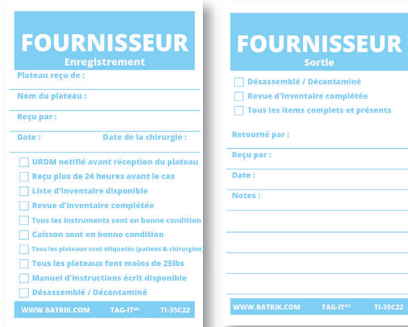 FOURNISSEUR
Enregistrement
Plateau reçu de :
Nom du plateau :
Reçu par :
Date : Date de la chirurgie :
URDM notifié avant réception du plateau
Reçu plus de 24 heures avant le cas
Liste d'inventaire disponible
Revue d'inventaire complétée
Tous les instruments sont en bonne condition
Caisson sont en bonne condition
Tous les plateaux sont étiquetés (patient & chirurgien)
Tous les plateaux font moins de 25lbs
Manuel d'instructions écrit disponible
Désassemblé / Décontaminé
WWW.BATRIK.COM TAG-IT™ TI-35C22
FOURNISSEUR
Sortie
Désassemblé / Décontaminé
Revue d'inventaire complétée
Tous les items complets et présents
Retourné par :
Reçu par :
Date :
Notes :
WWW.BATRIK.COM TAG-IT™ TI-35C22